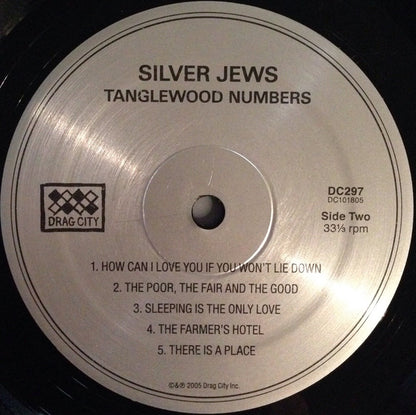 SILVER JEWS
TANGLEWOOD NUMBERS
DRAG CITY
DC297
DC101805
Side Two
33⅓ rpm
1. HOW CAN I LOVE YOU IF YOU WON'T LIE DOWN
2. THE POOR, THE FAIR AND THE GOOD
3. SLEEPING IS THE ONLY LOVE
4. THE FARMER'S HOTEL
5. THERE IS A PLACE
©&℗ 2005 Drag City Inc.